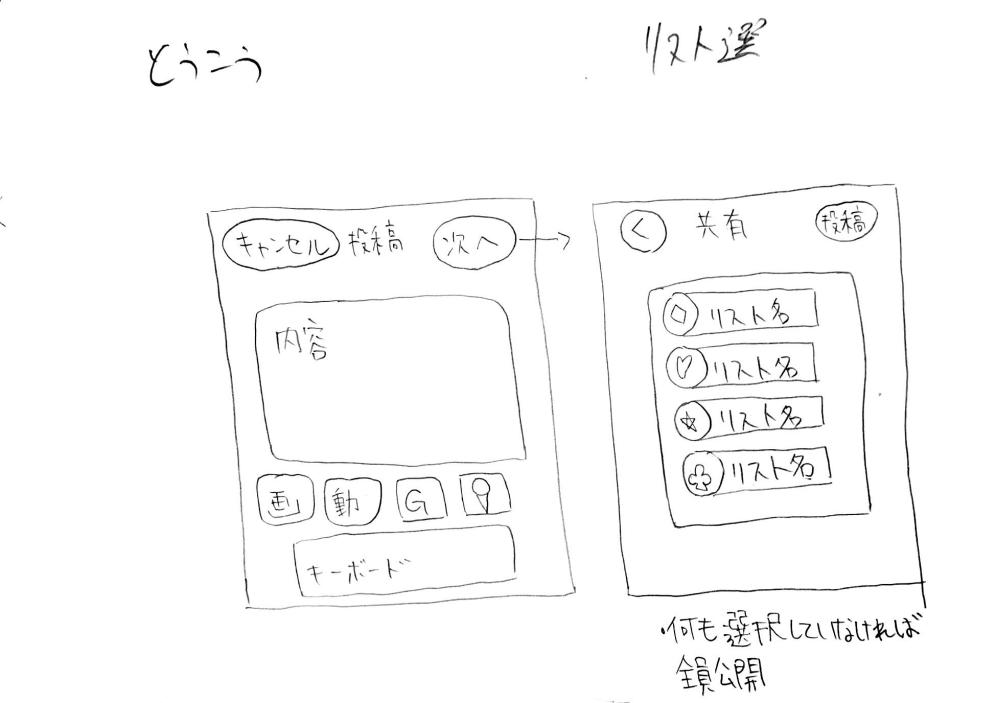 どうこう
リスト選
キャンセル 投稿 次へ
内容
画 動 G
キーボード
< 共有 投稿
リスト名
リスト名
リスト名
リスト名
・何も選択していなければ
全員公開